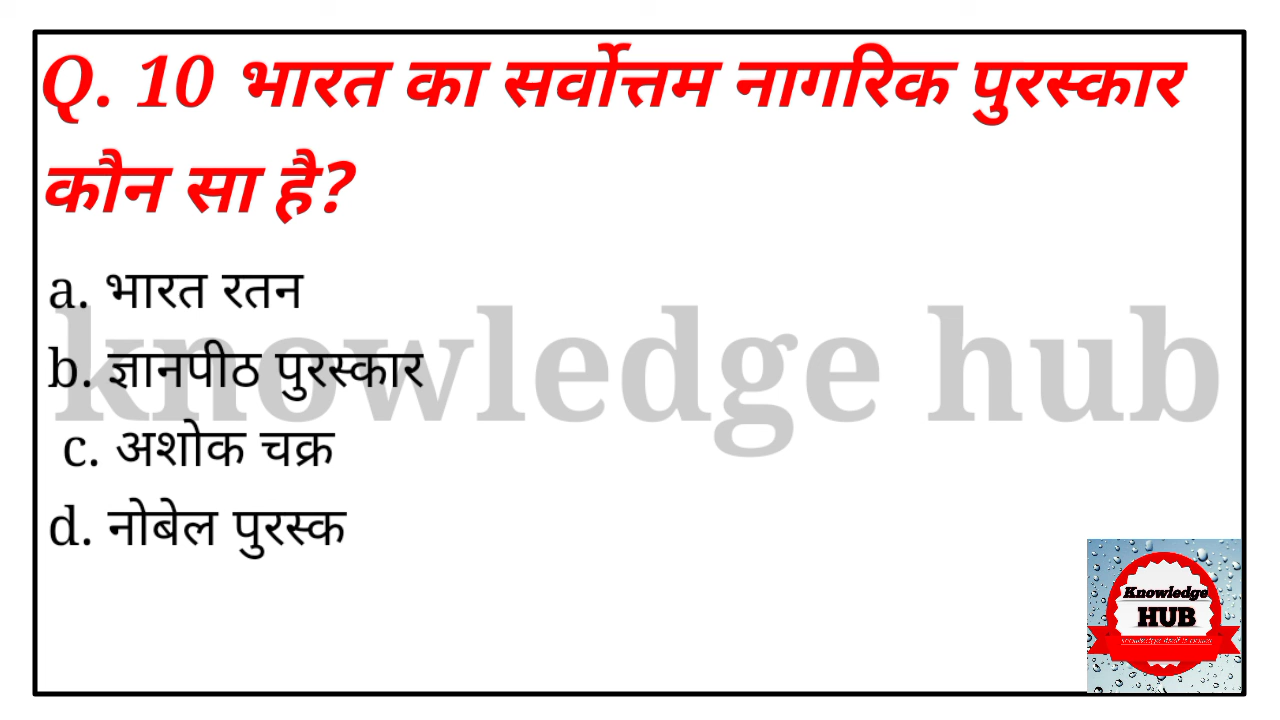 Q. 10 भारत का सर्वोत्तम नागरिक पुरस्कार
कौन सा है?
a. भारत रतन
b. ज्ञानपीठ पुरस्कार
c. अशोक चक्र
d. नोबेल पुरस्क
knowledge hub
Knowledge
HUB